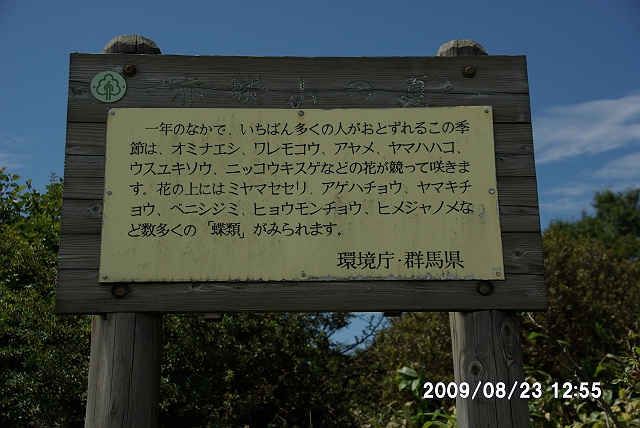 赤城山の夏
一年のなかで、いちばん多くの人がおとずれるこの季
節は、オミナエシ、ワレモコウ、アヤメ、ヤマハハコ、
ウスユキソウ、ニッコウキスゲなどの花が競って咲きま
す。花の上にはミヤマセセリ、アゲハチョウ、ヤマキチ
ョウ、ベニシジミ、ヒョウモンチョウ、ヒメジャノメな
ど数多くの「蝶類」がみられます。
環境庁・群馬県
2009/08/23 12:55